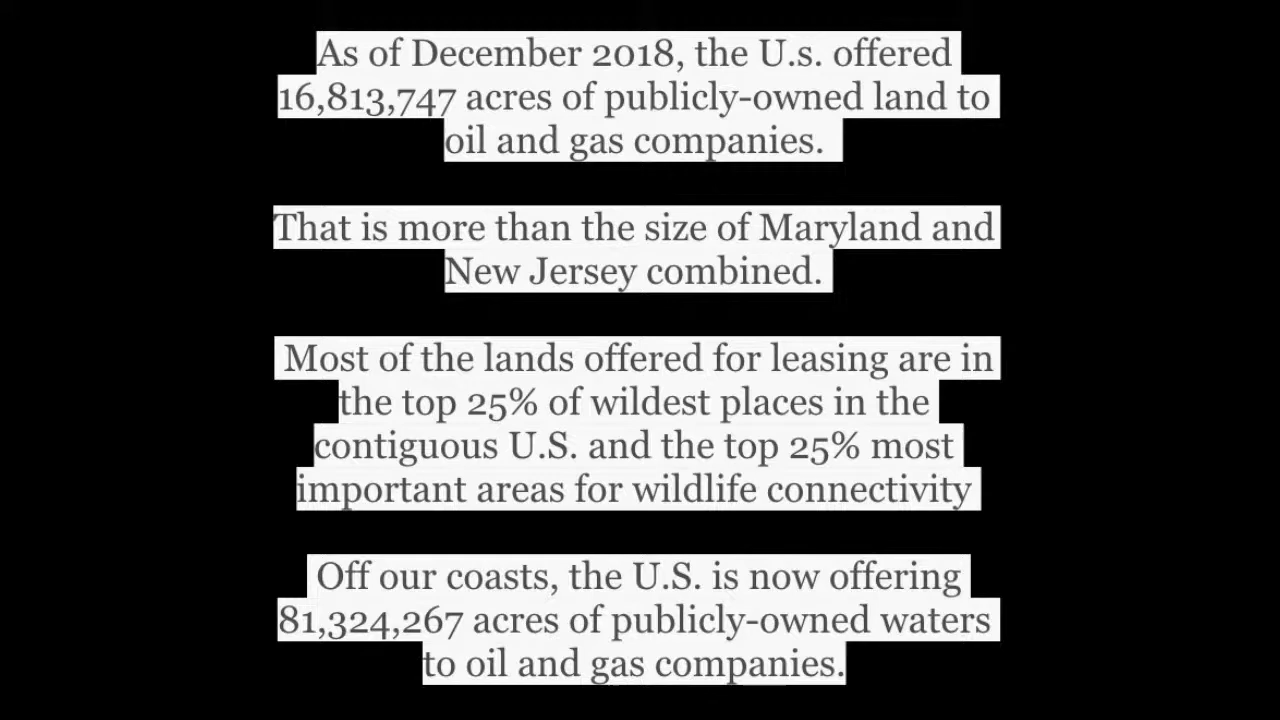 As of December 2018, the U.s. offered
16,813,747 acres of publicly-owned land to
oil and gas companies.
That is more than the size of Maryland and
New Jersey combined.
Most of the lands offered for leasing are in
the top 25% of wildest places in the
contiguous U.S. and the top 25% most
important areas for wildlife connectivity
Off our coasts, the U.S. is now offering
81,324,267 acres of publicly-owned waters
to oil and gas companies.